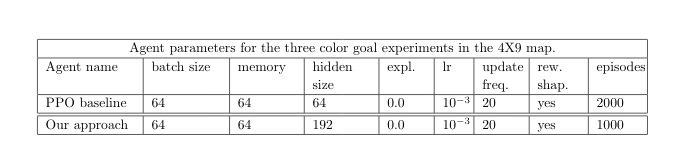 Agent parameters for the three color goal experiments in the 4X9 map.
Agent name batch size memory hidden size expl. lr update freq. rew. shap. episodes
PPO baseline 64 64 64 0.0 10⁻³ 20 yes 2000
Our approach 64 64 192 0.0 10⁻³ 20 yes 1000